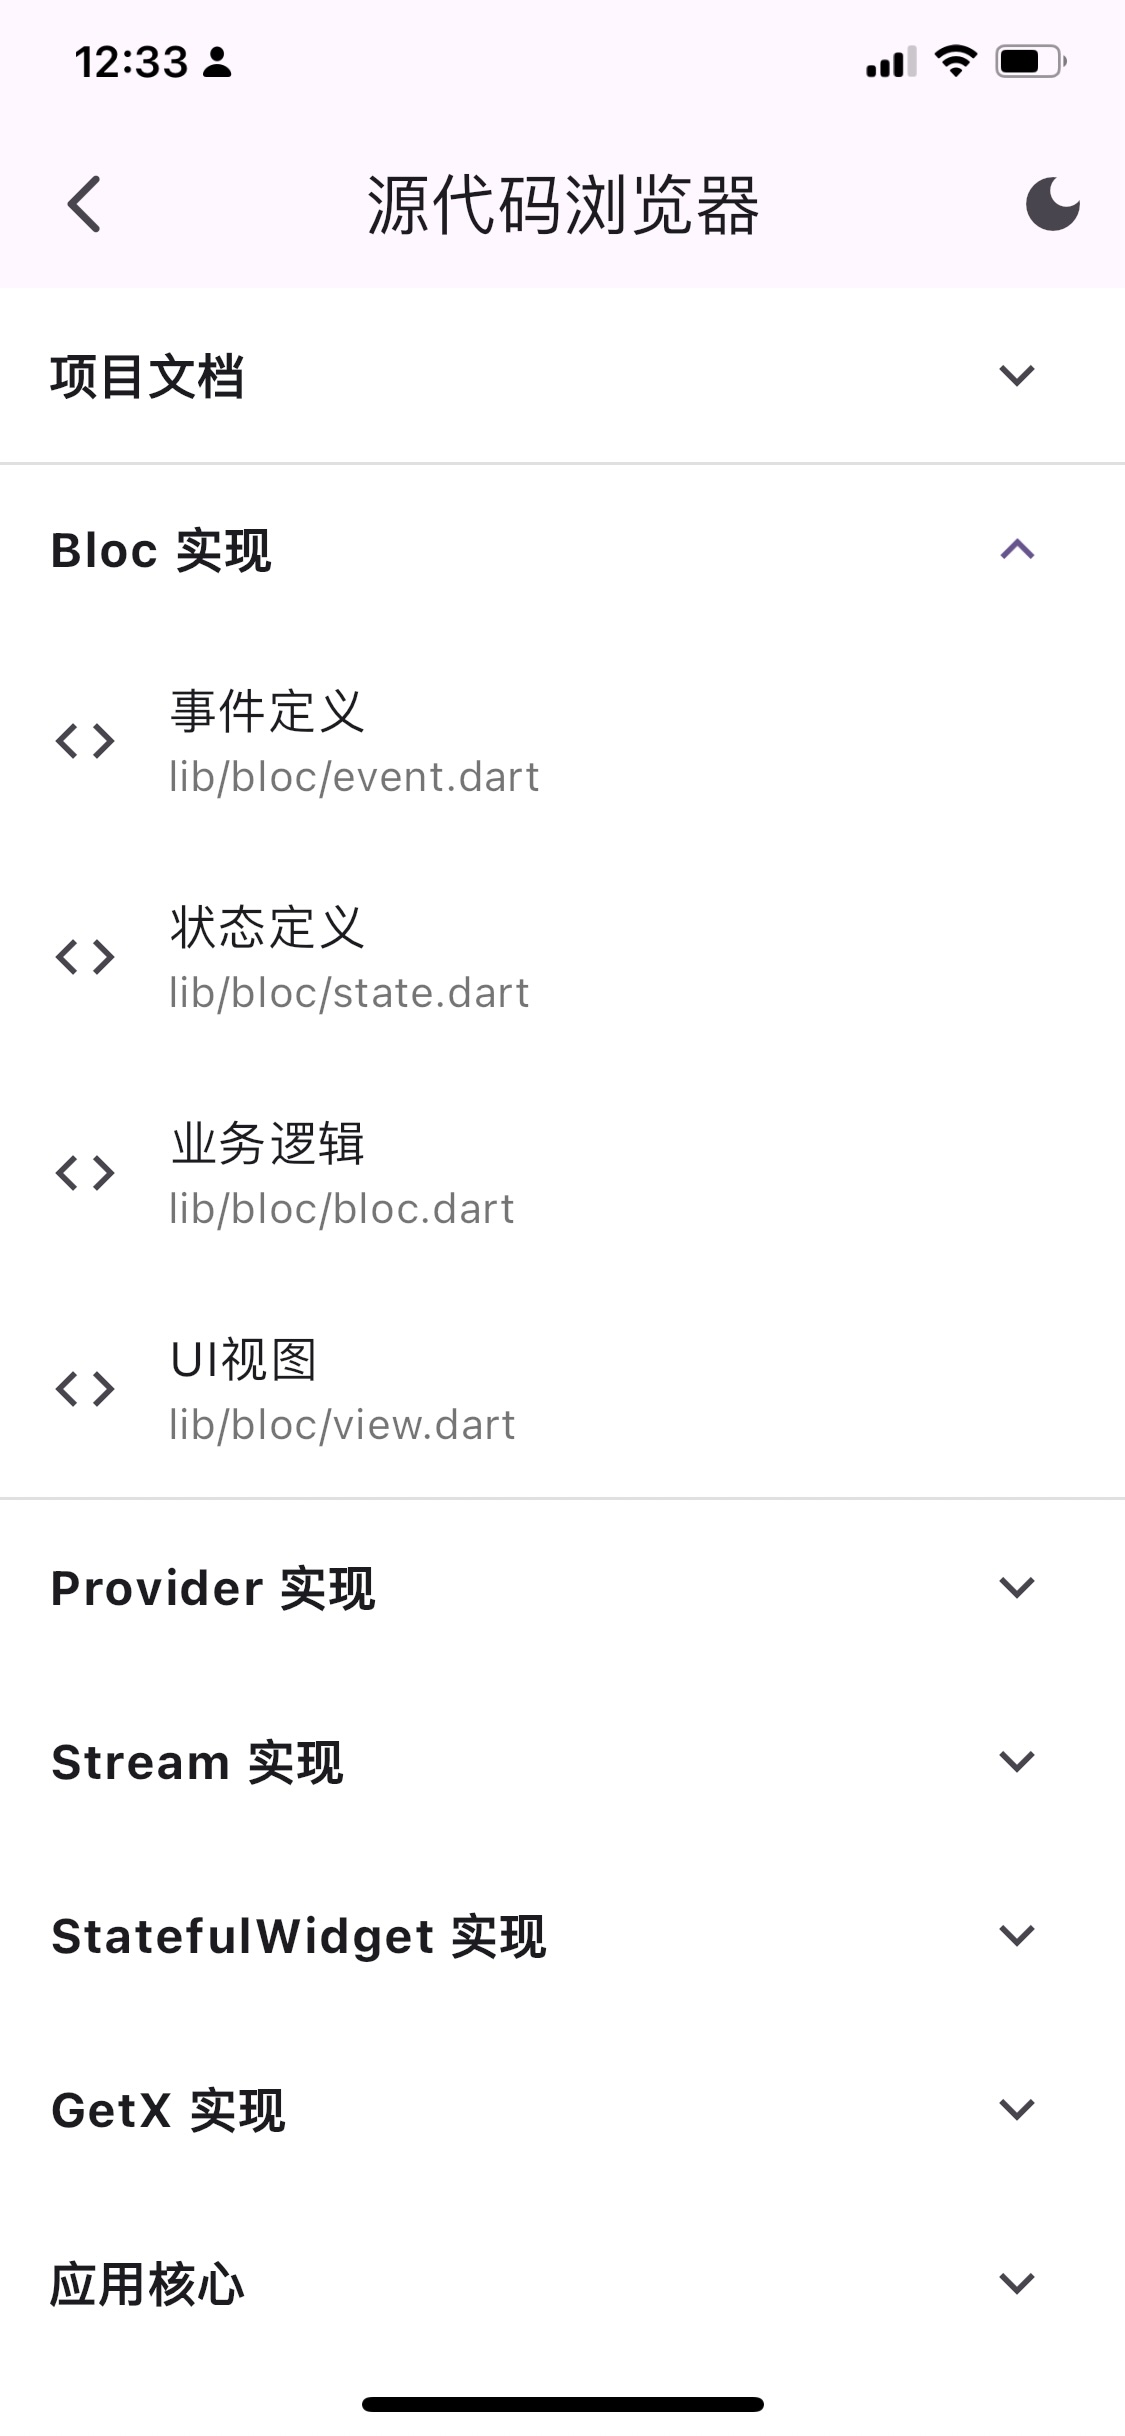 12:33
源代码浏览器
项目文档
Bloc 实现
事件定义
lib/bloc/event.dart
状态定义
lib/bloc/state.dart
业务逻辑
lib/bloc/bloc.dart
UI视图
lib/bloc/view.dart
Provider 实现
Stream 实现
StatefulWidget 实现
GetX 实现
应用核心